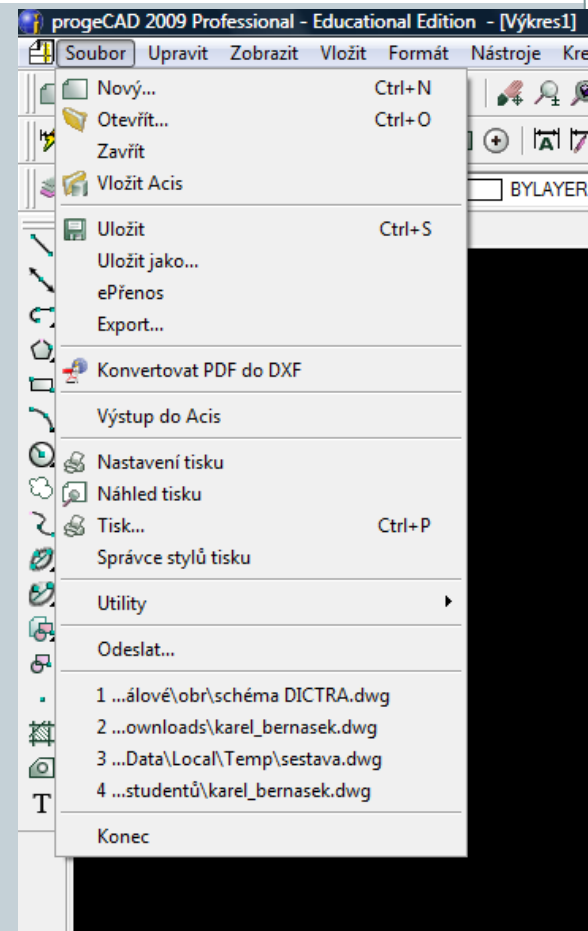 progeCAD 2009 Professional - Educational Edition - [Výkres1]
Soubor Upravit Zobrazit Vložit Formát Nástroje Kre
Nový... Ctrl+N
Otevřít... Ctrl+O
Zavřít
Vložit Acis
BYLAYER
Uložit Ctrl+S
Uložit jako...
ePřenos
Export...
Konvertovat PDF do DXF
Výstup do Acis
Nastavení tisku
Náhled tisku
Tisk... Ctrl+P
Správce stylů tisku
Utility
Odeslat...
1 ...álové\obr\schéma DICTRA.dwg
2 ...ownloads\karel_bernasek.dwg
3 ...Data\Local\Temp\sestava.dwg
4 ...studentů\karel_bernasek.dwg
T
Konec